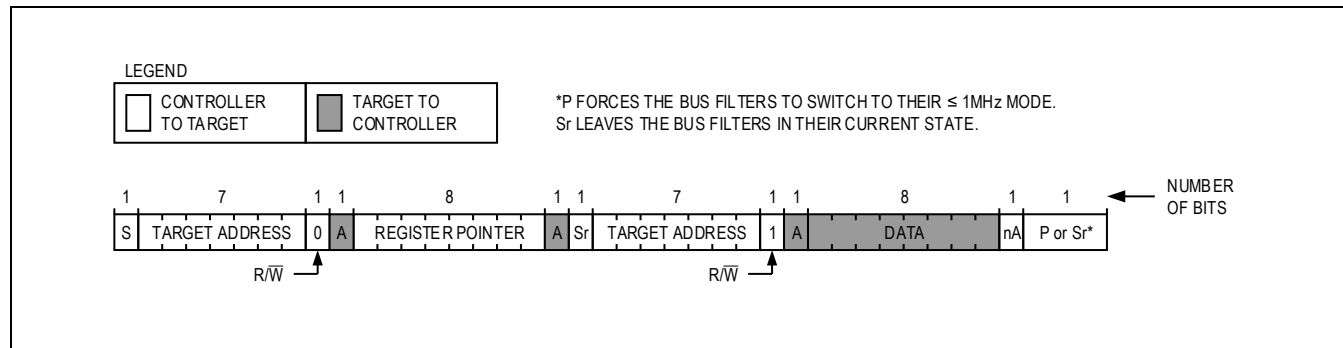 LEGEND
CONTROLLER
TO TARGET
TARGET TO
CONTROLLER
*P FORCES THE BUS FILTERS TO SWITCH TO THEIR ≤ 1MHz MODE.
Sr LEAVES THE BUS FILTERS IN THEIR CURRENT STATE.
1 7 1 1 8 1 1 7 1 1 8 1 1
NUMBER
OF BITS
S TARGET ADDRESS 0 A REGISTER POINTER A Sr TARGET ADDRESS 1 A DATA nA P or Sr*
R/W̅ R/W̅